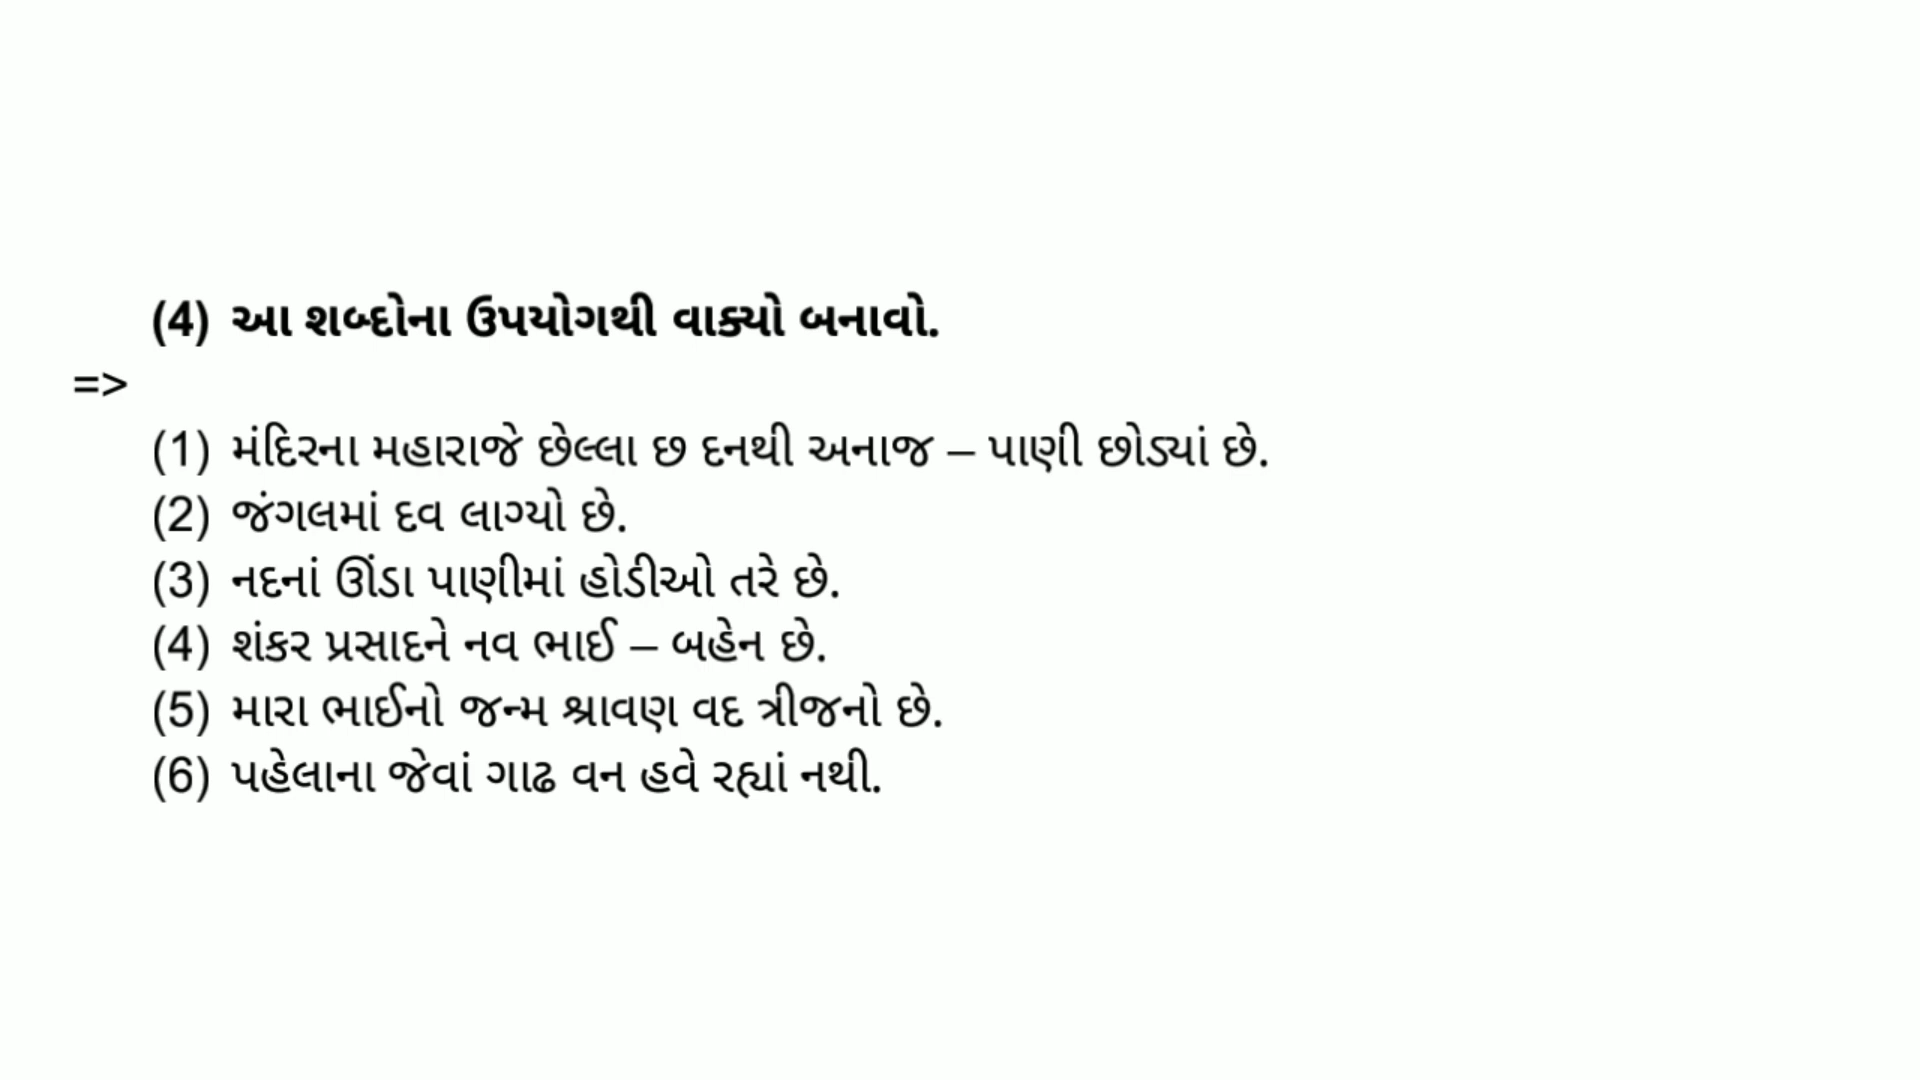 (4) આ શબ્દોના ઉપયોગથી વાક્યો બનાવો.
=>
(1) મંદિરના મહારાજે છેલ્લા છ દનથી અનાજ – પાણી છોડ્યાં છે.
(2) જંગલમાં દવ લાગ્યો છે.
(3) નદનાં ઊંડા પાણીમાં હોડીઓ તરે છે.
(4) શંકર પ્રસાદને નવ ભાઈ – બહેન છે.
(5) મારા ભાઈનો જન્મ શ્રાવણ વદ ત્રીજનો છે.
(6) પહેલાના જેવાં ગાઢ વન હવે રહ્યાં નથી.